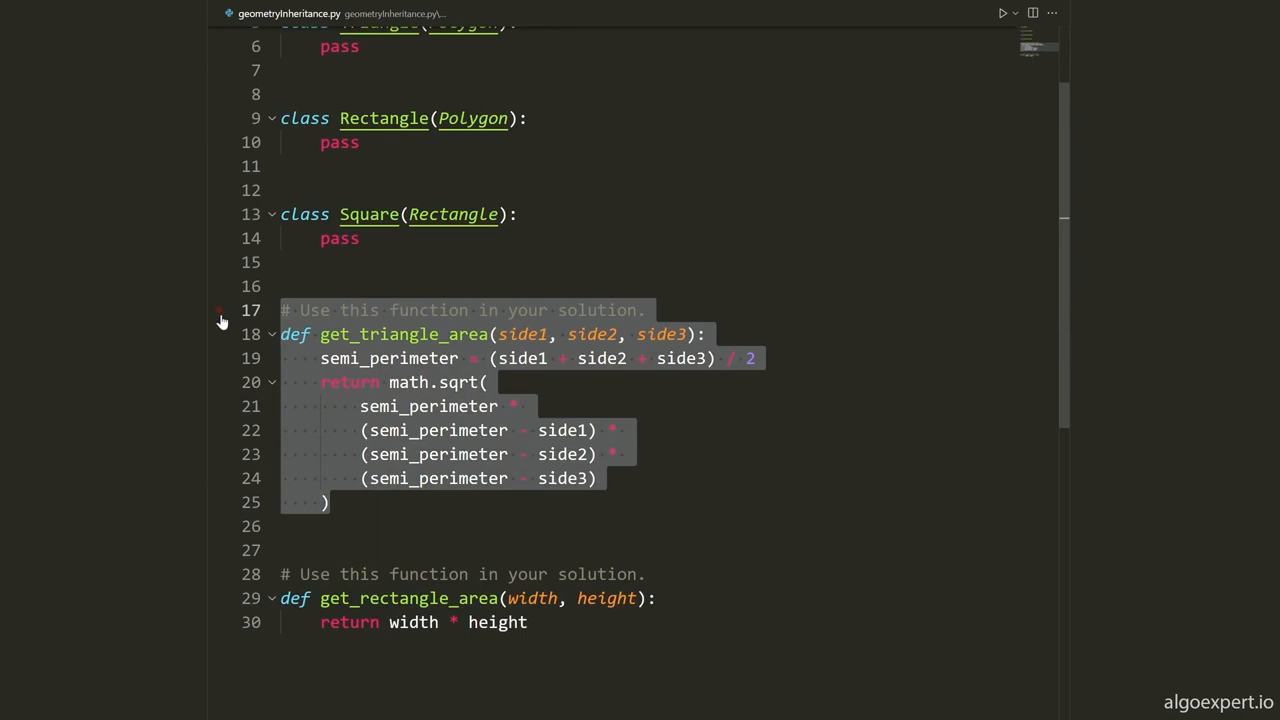 geometryInheritance.py geometryInheritance.py\...
5 class Triangle(Polygon):
6 pass
7
8
9 class Rectangle(Polygon):
10 pass
11
12
13 class Square(Rectangle):
14 pass
15
16
17 # Use this function in your solution.
18 def get_triangle_area(side1, side2, side3):
19 semi_perimeter = (side1 + side2 + side3) / 2
20 return math.sqrt(
21 semi_perimeter *
22 (semi_perimeter - side1) *
23 (semi_perimeter - side2) *
24 (semi_perimeter - side3)
25 )
26
27
28 # Use this function in your solution.
29 def get_rectangle_area(width, height):
30 return width * height
algoexpert.io